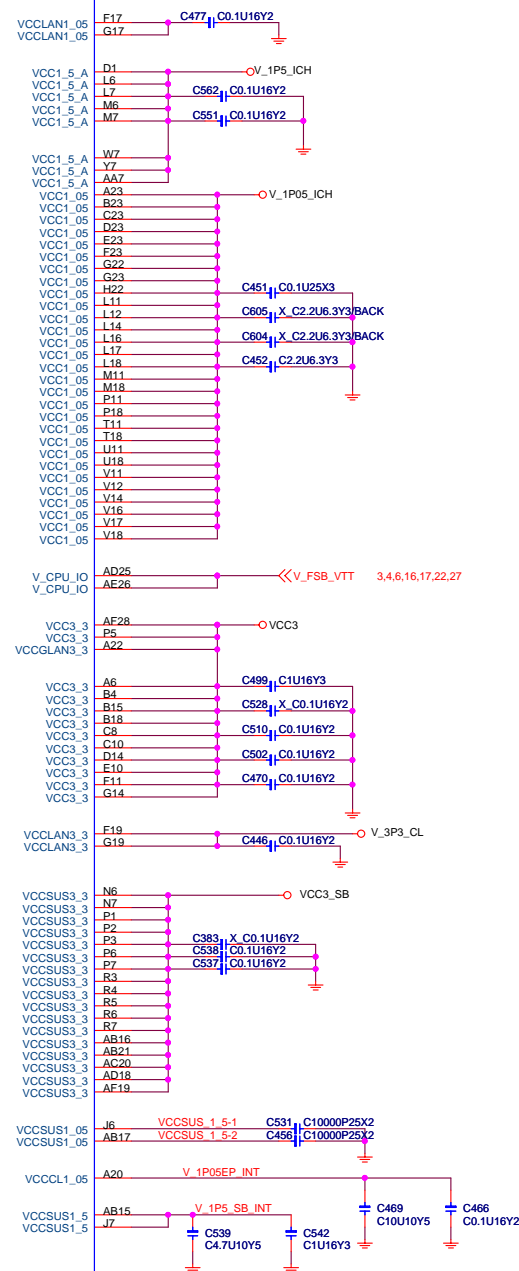 VCCLAN1_05 F17 C477 C0.1U16Y2
VCCLAN1_05 G17
VCC1_5_A D1 V_1P5_ICH
VCC1_5_A L6
VCC1_5_A L7 C562 C0.1U16Y2
VCC1_5_A M6
VCC1_5_A M7 C551 C0.1U16Y2
VCC1_5_A W7
VCC1_5_A Y7
VCC1_5_A AA7
VCC1_05 A23 V_1P05_ICH
VCC1_05 B23
VCC1_05 C23
VCC1_05 D23
VCC1_05 E23
VCC1_05 F23
VCC1_05 G22
VCC1_05 G23
VCC1_05 H22 C451 C0.1U25X3
VCC1_05 L11
VCC1_05 L12 C605 X_C2.2U6.3Y3/BACK
VCC1_05 L14
VCC1_05 L16 C604 X_C2.2U6.3Y3/BACK
VCC1_05 L17
VCC1_05 L18 C452 C2.2U6.3Y3
VCC1_05 M11
VCC1_05 M18
VCC1_05 P11
VCC1_05 P18
VCC1_05 T11
VCC1_05 T18
VCC1_05 U11
VCC1_05 U18
VCC1_05 V11
VCC1_05 V12
VCC1_05 V14
VCC1_05 V16
VCC1_05 V17
VCC1_05 V18
V_CPU_IO AD25 V_FSB_VTT 3,4,6,16,17,22,27
V_CPU_IO AE26
VCC3_3 AF28 VCC3
VCC3_3 P5
VCCGLAN3_3 A22
VCC3_3 A6 C499 C1U16Y3
VCC3_3 B4
VCC3_3 B15 C528 X_C0.1U16Y2
VCC3_3 B18
VCC3_3 C8 C510 C0.1U16Y2
VCC3_3 C10
VCC3_3 D14 C502 C0.1U16Y2
VCC3_3 E10
VCC3_3 F11 C470 C0.1U16Y2
VCC3_3 G14
VCCLAN3_3 F19 V_3P3_CL
VCCLAN3_3 G19 C446 C0.1U16Y2
VCCSUS3_3 N6 VCC3_SB
VCCSUS3_3 N7
VCCSUS3_3 P1
VCCSUS3_3 P2
VCCSUS3_3 P3 C383 X_C0.1U16Y2
VCCSUS3_3 P6 C538 C0.1U16Y2
VCCSUS3_3 P7 C537 C0.1U16Y2
VCCSUS3_3 R3
VCCSUS3_3 R4
VCCSUS3_3 R5
VCCSUS3_3 R6
VCCSUS3_3 R7
VCCSUS3_3 AB16
VCCSUS3_3 AB21
VCCSUS3_3 AC20
VCCSUS3_3 AD18
VCCSUS3_3 AF19
VCCSUS1_05 J6 VCCSUS_1_5-1 C531 C10000P25X2
VCCSUS1_05 AB17 VCCSUS_1_5-2 C456 C10000P25X2
VCCCL1_05 A20 V_1P05EP_INT
C469 C466
C10U10Y5 C0.1U16Y2
VCCSUS1_5 AB15 V_1P5_SB_INT
VCCSUS1_5 J7
C539 C542
C4.7U10Y5 C1U16Y3